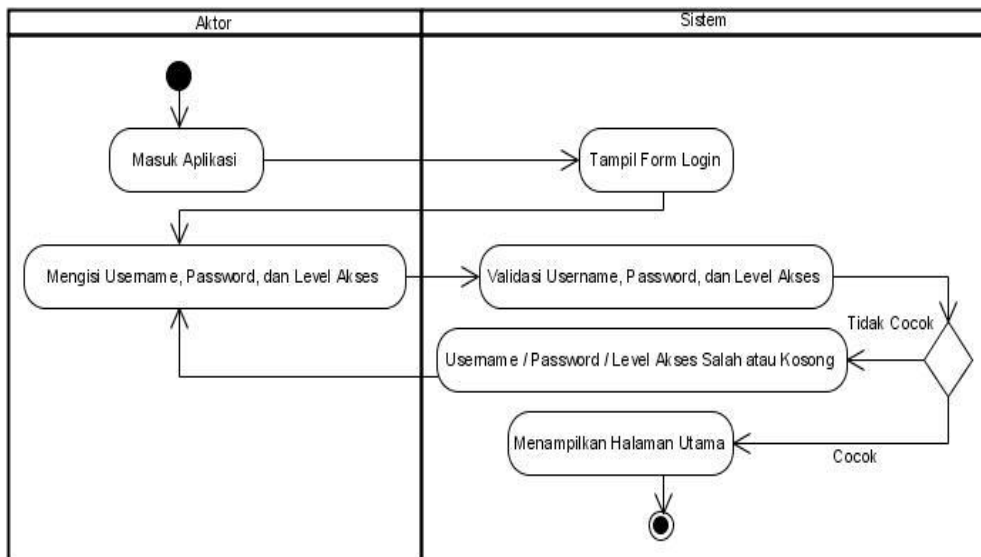 Aktor
Sistem
Masuk Aplikasi
Tampil Form Login
Mengisi Username, Password, dan Level Akses
Validasi Username, Password, dan Level Akses
Tidak Cocok
Username / Password / Level Akses Salah atau Kosong
Menampilkan Halaman Utama
Cocok